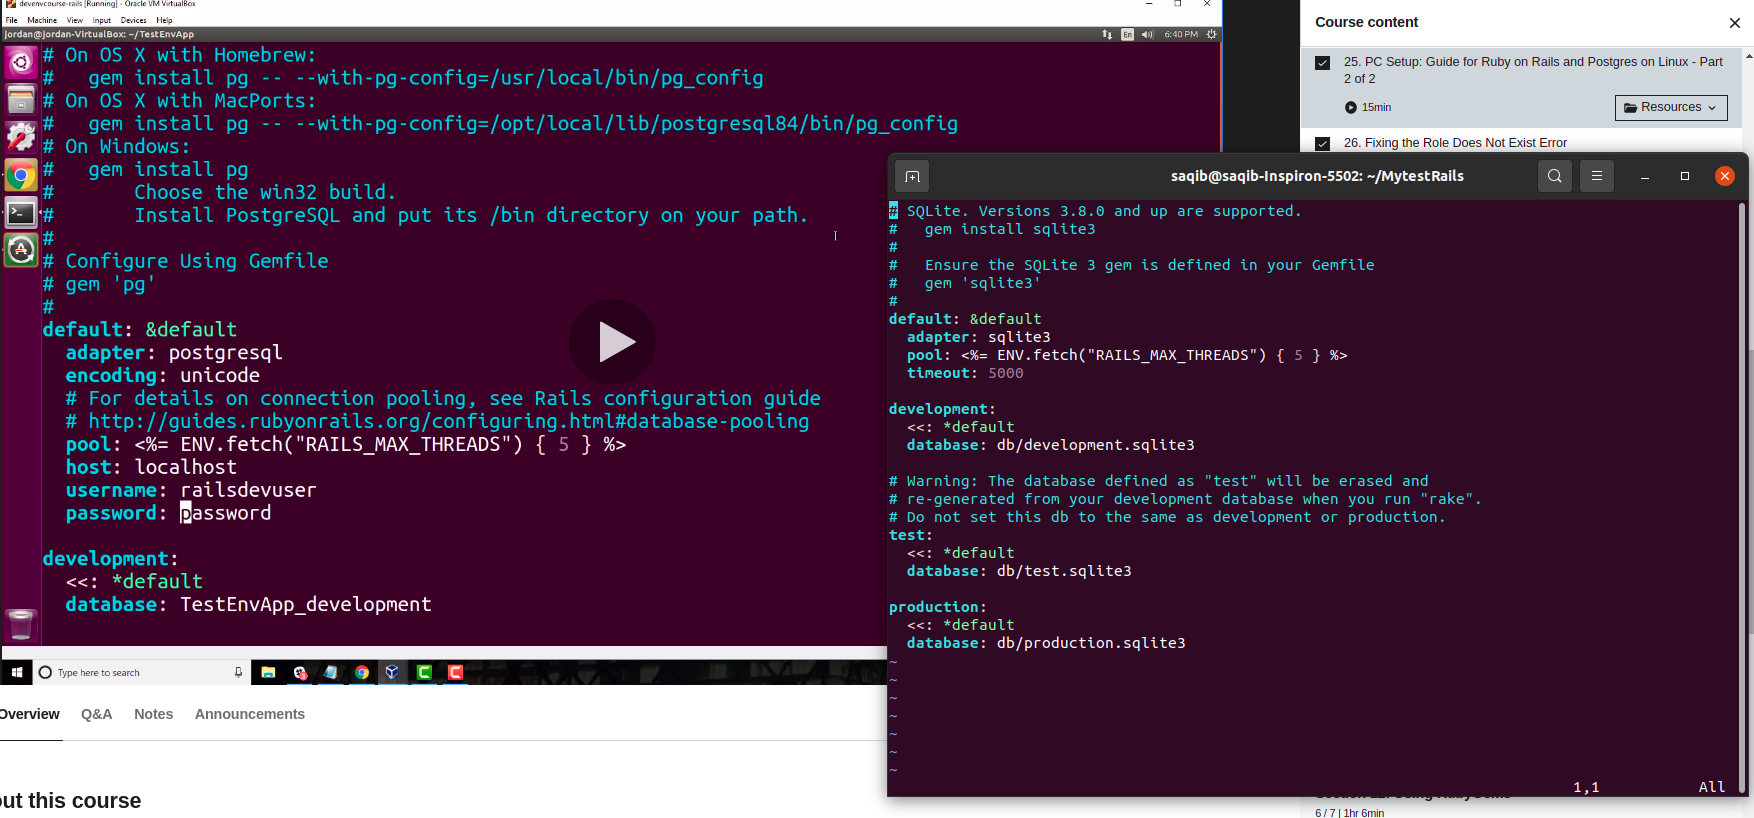 devenvcourse-rails [Running] - Oracle VM VirtualBox
File Machine View Input Devices Help
jordan@jordan-VirtualBox: ~/TestEnvApp
En 6:40 PM
# On OS X with Homebrew:
#   gem install pg -- --with-pg-config=/usr/local/bin/pg_config
# On OS X with MacPorts:
#   gem install pg -- --with-pg-config=/opt/local/lib/postgresql84/bin/pg_config
# On Windows:
#   gem install pg
#       Choose the win32 build.
#       Install PostgreSQL and put its /bin directory on your path.
#
# Configure Using Gemfile
# gem 'pg'
#
default: &default
  adapter: postgresql
  encoding: unicode
  # For details on connection pooling, see Rails configuration guide
  # http://guides.rubyonrails.org/configuring.html#database-pooling
  pool: <%= ENV.fetch("RAILS_MAX_THREADS") { 5 } %>
  host: localhost
  username: railsdevuser
  password: password
development:
  <<: *default
  database: TestEnvApp_development
Type here to search
Overview Q&A Notes Announcements
out this course
Course content
25. PC Setup: Guide for Ruby on Rails and Postgres on Linux - Part
2 of 2
15min
Resources
26. Fixing the Role Does Not Exist Error
saqib@saqib-Inspiron-5502: ~/MytestRails
# SQLite. Versions 3.8.0 and up are supported.
#   gem install sqlite3
#
#   Ensure the SQLite 3 gem is defined in your Gemfile
#   gem 'sqlite3'
#
default: &default
  adapter: sqlite3
  pool: <%= ENV.fetch("RAILS_MAX_THREADS") { 5 } %>
  timeout: 5000
development:
  <<: *default
  database: db/development.sqlite3
# Warning: The database defined as "test" will be erased and
# re-generated from your development database when you run "rake".
# Do not set this db to the same as development or production.
test:
  <<: *default
  database: db/test.sqlite3
production:
  <<: *default
  database: db/production.sqlite3
~
~
~
~
~
~
~
1,1 All
6 / 7 | 1hr 6min